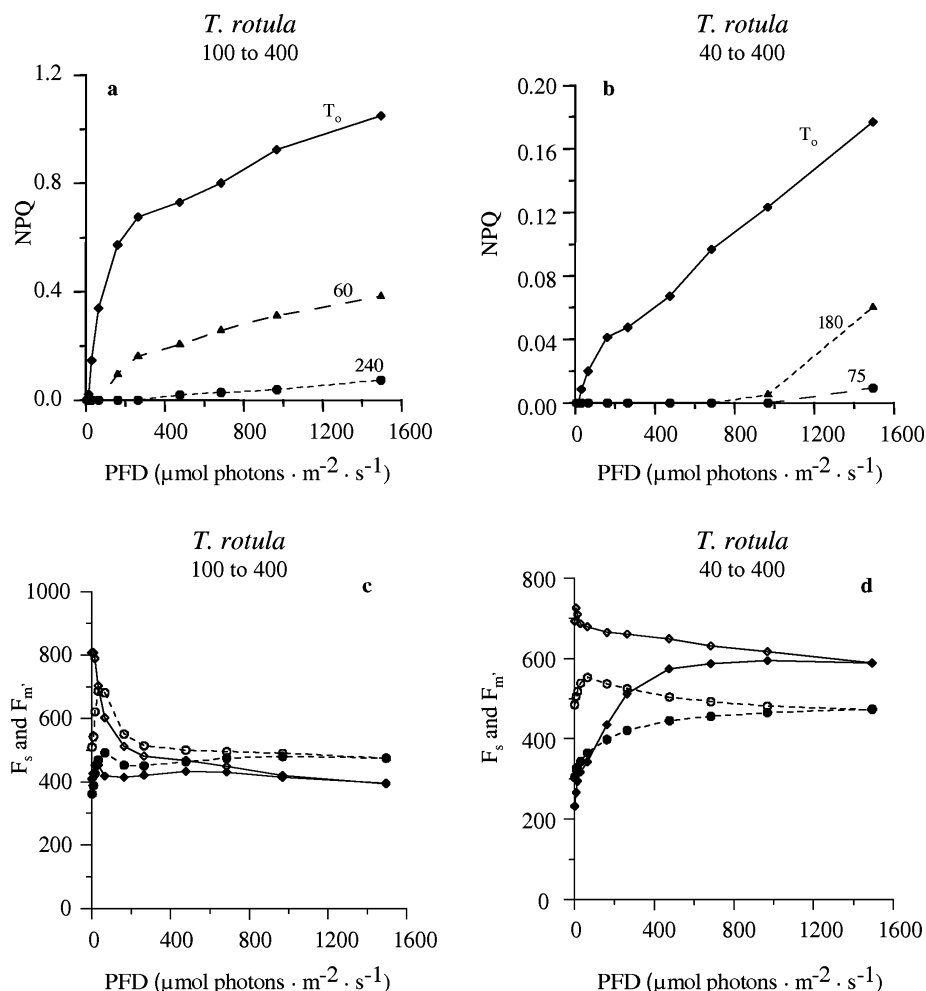 T. rotula
100 to 400
a
1.2
0.8
0.4
0.0
NPQ
To
60
240
0
400
800
1200
1600
PFD (μmol photons · m-2 · s-1)
T. rotula
40 to 400
b
0.20
0.16
0.12
0.08
0.04
0.00
NPQ
To
180
75
0
400
800
1200
1600
PFD (μmol photons · m-2 · s-1)
T. rotula
100 to 400
c
1000
800
600
400
200
0
Fs and Fm'
0
400
800
1200
1600
PFD (μmol photons · m-2 · s-1)
T. rotula
40 to 400
d
800
600
400
200
0
Fs and Fm'
0
400
800
1200
1600
PFD (μmol photons · m-2 · s-1)